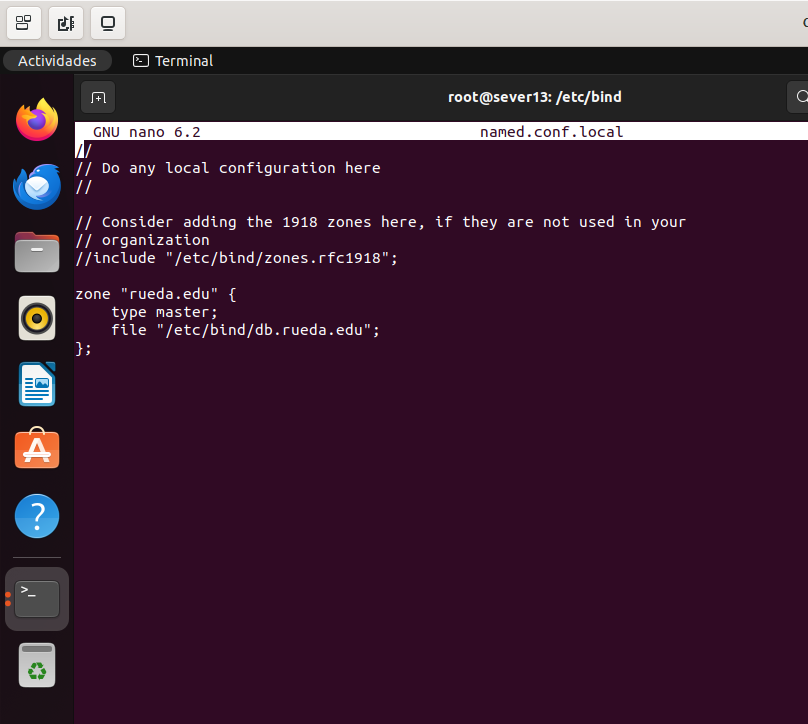 Actividades
Terminal
root@sever13: /etc/bind
GNU nano 6.2 named.conf.local
//
// Do any local configuration here
//
// Consider adding the 1918 zones here, if they are not used in your
// organization
//include "/etc/bind/zones.rfc1918";
zone "rueda.edu" {
    type master;
    file "/etc/bind/db.rueda.edu";
};